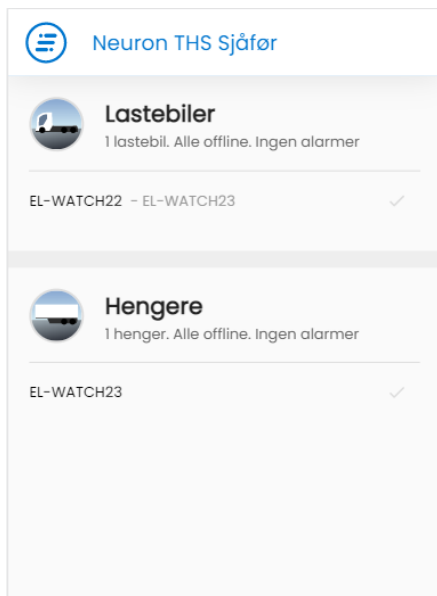 Neuron THS Sjåfør
Lastebiler
1 lastebil. Alle offline. Ingen alarmer
EL-WATCH22 - EL-WATCH23
Hengere
1 henger. Alle offline. Ingen alarmer
EL-WATCH23